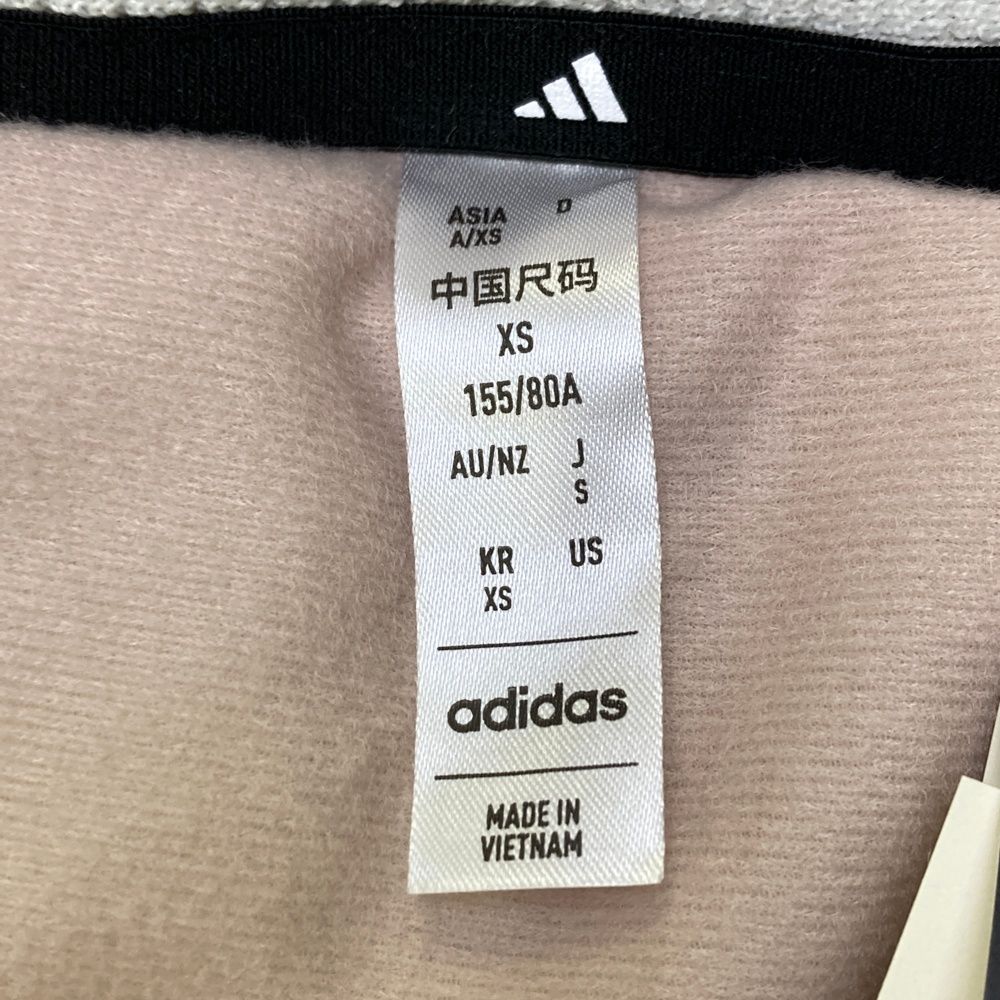 ASIA D
A/XS
中国尺码
XS
155/80A
AU/NZ J
S
KR US
XS
adidas
MADE IN
VIETNAM